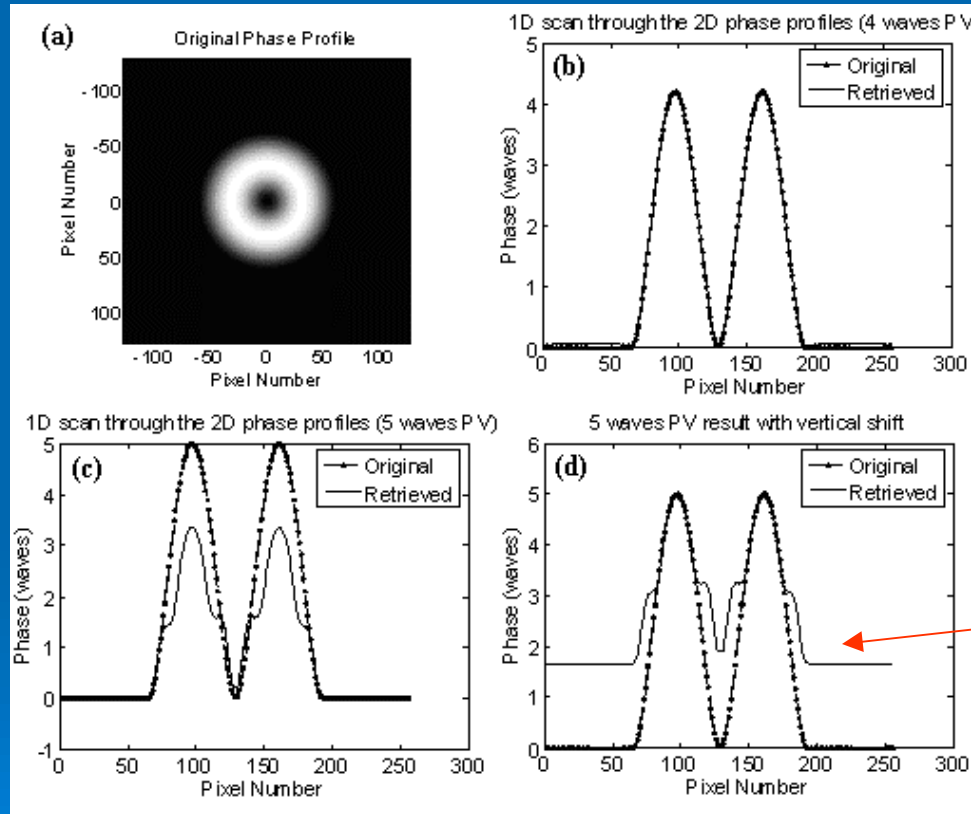 (a)
Original Phase Profile
- 100
-50
0
50
100
Pixel Number
- 100 -50 0 50 100
Pixel Number
1D scan through the 2D phase profiles (4 waves PV
(b)
Original
Retrieved
5
4
3
2
1
0
Phase (waves)
0 50 100 150 200 250 300
Pixel Number
1D scan through the 2D phase profiles (5 waves PV)
(c)
Original
Retrieved
5
4
3
2
1
0
-1
Phase (waves)
0 50 100 150 200 250 300
Pixel Number
5 waves PV result with vertical shift
(d)
Original
Retrieved
6
5
4
3
2
1
0
Phase (waves)
0 50 100 150 200 250 300
Pixel Number